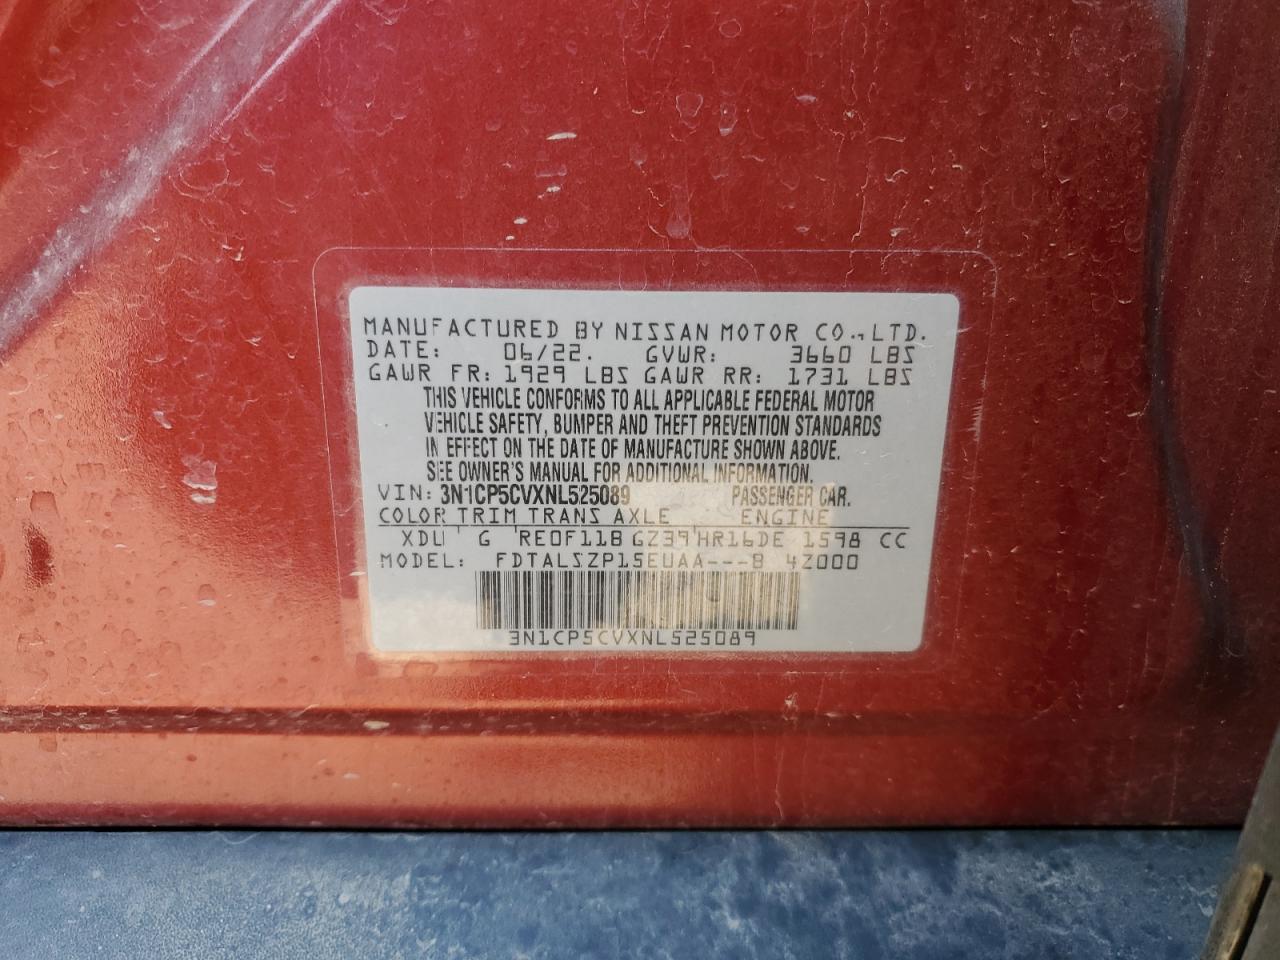 MANUFACTURED BY NISSAN MOTOR CO., LTD.
DATE: 06/22. GVWR: 3660 LBS
GAWR FR: 1929 LBS GAWR RR: 1731 LBS
THIS VEHICLE CONFORMS TO ALL APPLICABLE FEDERAL MOTOR
VEHICLE SAFETY, BUMPER AND THEFT PREVENTION STANDARDS
IN EFFECT ON THE DATE OF MANUFACTURE SHOWN ABOVE.
SEE OWNER'S MANUAL FOR ADDITIONAL INFORMATION.
VIN: 3N1CP5CVXNL525089 PASSENGER CAR.
COLOR TRIM TRANS AXLE ENGINE
XDU G RE0F11B GZ39 HR16DE 1598 CC
MODEL: FDTALSZP15EUAA---B 4Z000
3N1CP5CVXNL525089